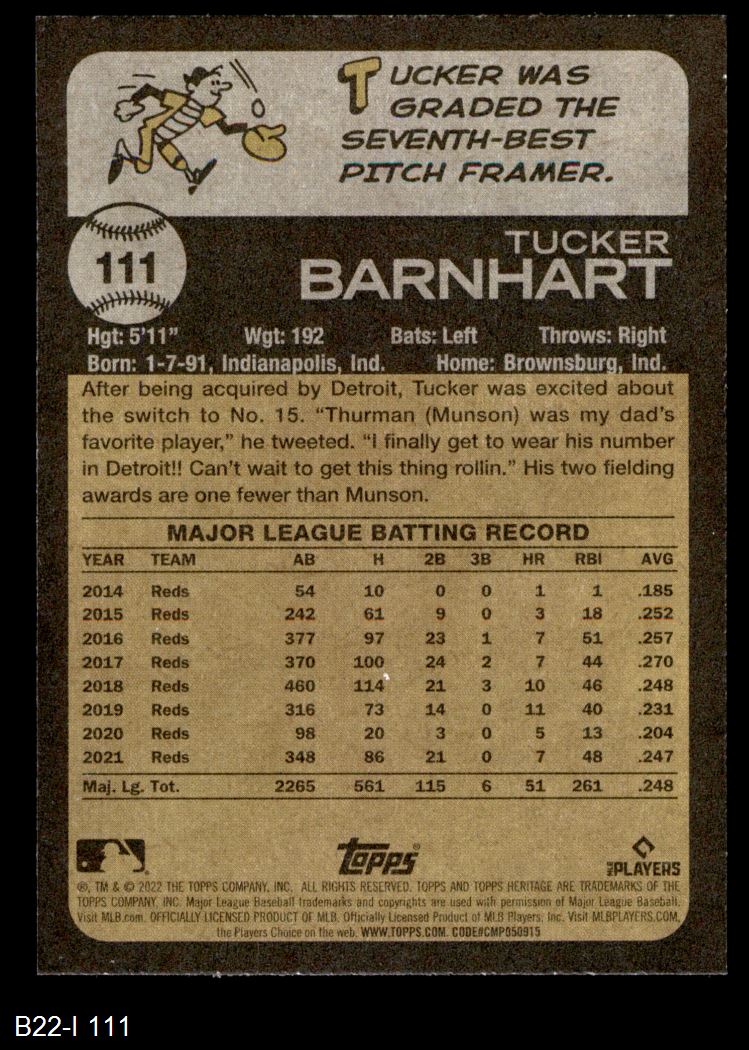 TUCKER WAS
GRADED THE
SEVENTH-BEST
PITCH FRAMER.
111
TUCKER
BARNHART
Hgt: 5'11" Wgt: 192 Bats: Left Throws: Right
Born: 1-7-91, Indianapolis, Ind. Home: Brownsburg, Ind.
After being acquired by Detroit, Tucker was excited about
the switch to No. 15. “Thurman (Munson) was my dad’s
favorite player,” he tweeted. “I finally get to wear his number
in Detroit!! Can’t wait to get this thing rollin.” His two fielding
awards are one fewer than Munson.
MAJOR LEAGUE BATTING RECORD
YEAR TEAM AB H 2B 3B HR RBI AVG
2014 Reds 54 10 0 0 1 1 .185
2015 Reds 242 61 9 0 3 18 .252
2016 Reds 377 97 23 1 7 51 .257
2017 Reds 370 100 24 2 7 44 .270
2018 Reds 460 114 21 3 10 46 .248
2019 Reds 316 73 14 0 11 40 .231
2020 Reds 98 20 3 0 5 13 .204
2021 Reds 348 86 21 0 7 48 .247
Maj. Lg. Tot. 2265 561 115 6 51 261 .248
Topps®
MLB PLAYERS
®, TM & © 2022 THE TOPPS COMPANY, INC. ALL RIGHTS RESERVED. TOPPS AND TOPPS HERITAGE ARE TRADEMARKS OF THE
TOPPS COMPANY, INC. Major League Baseball trademarks and copyrights are used with permission of Major League Baseball.
Visit MLB.com. OFFICIALLY LICENSED PRODUCT OF MLB. Officially Licensed Product of MLB Players, Inc. Visit MLBPLAYERS.COM,
the Players Choice on the web. WWW.TOPPS.COM. CODE#CMP050915
B22-I 111